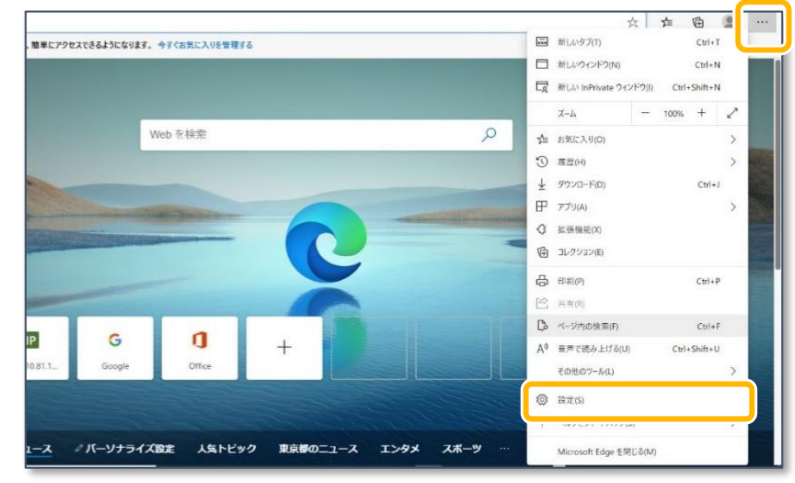 簡単にアクセスできるようになります。 今すぐお気に入りを管理する
Web を検索
10.81.1...
Google
Office
ュース
パーソナライズ設定 人気トピック 東京都のニュース エンタメ スポーツ ...
新しいタブ(T) Ctrl+T
新しいウィンドウ(N) Ctrl+N
新しい InPrivate ウィンドウ(I) Ctrl+Shift+N
ズーム − 100% +
お気に入り(O)
履歴(H)
ダウンロード(D) Ctrl+J
アプリ(A)
拡張機能(X)
コレクション(E)
印刷(P) Ctrl+P
共有(R)
ページ内の検索(F) Ctrl+F
音声で読み上げる(U) Ctrl+Shift+U
その他のツール(L)
設定(S)
Microsoft Edge を閉じる(M)